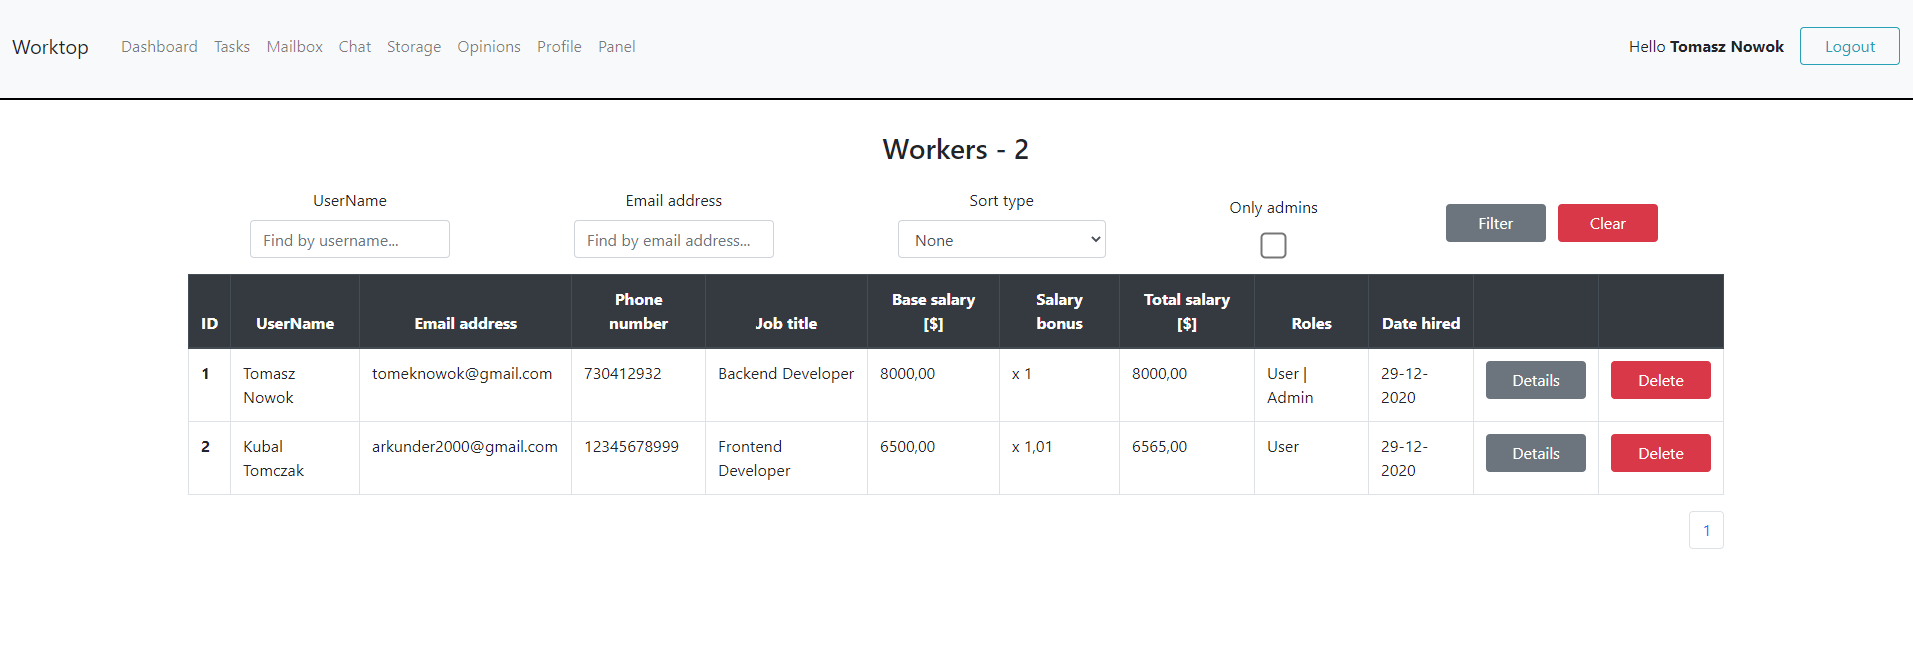 Worktop Dashboard Tasks Mailbox Chat Storage Opinions Profile Panel Hello Tomasz Nowok Logout
Workers - 2
UserName Email address Sort type Only admins
Find by username... Find by email address... None Filter Clear
ID UserName Email address Phone number Job title Base salary [$] Salary bonus Total salary [$] Roles Date hired
1 Tomasz Nowok tomeknowok@gmail.com 730412932 Backend Developer 8000,00 x 1 8000,00 User | Admin 29-12-2020 Details Delete
2 Kubal Tomczak arkunder2000@gmail.com 12345678999 Frontend Developer 6500,00 x 1,01 6565,00 User 29-12-2020 Details Delete
1